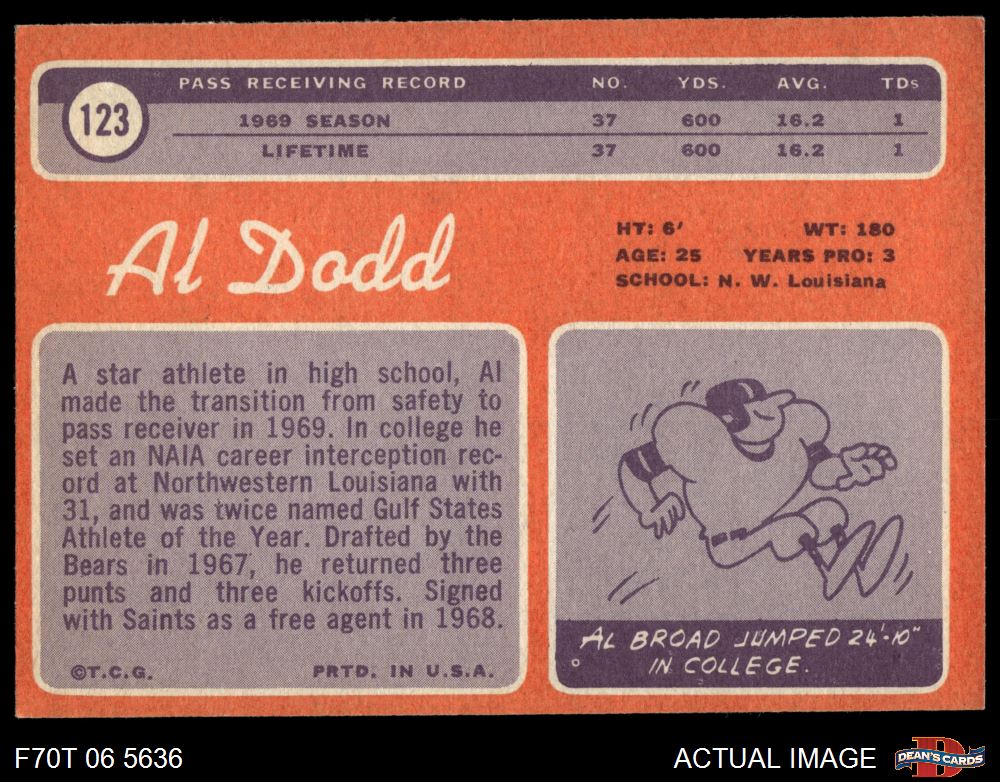 PASS RECEIVING RECORD NO. YDS. AVG. TDs
123
1969 SEASON 37 600 16.2 1
LIFETIME 37 600 16.2 1
Al Dodd
HT: 6' WT: 180
AGE: 25 YEARS PRO: 3
SCHOOL: N. W. Louisiana
A star athlete in high school, Al
made the transition from safety to
pass receiver in 1969. In college he
set an NAIA career interception rec-
ord at Northwestern Louisiana with
31, and was twice named Gulf States
Athlete of the Year. Drafted by the
Bears in 1967, he returned three
punts and three kickoffs. Signed
with Saints as a free agent in 1968.
©T.C.G. PRTD. IN U.S.A.
AL BROAD JUMPED 24'-10"
IN COLLEGE.
F70T 06 5636
ACTUAL IMAGE
D
DEAN'S CARDS